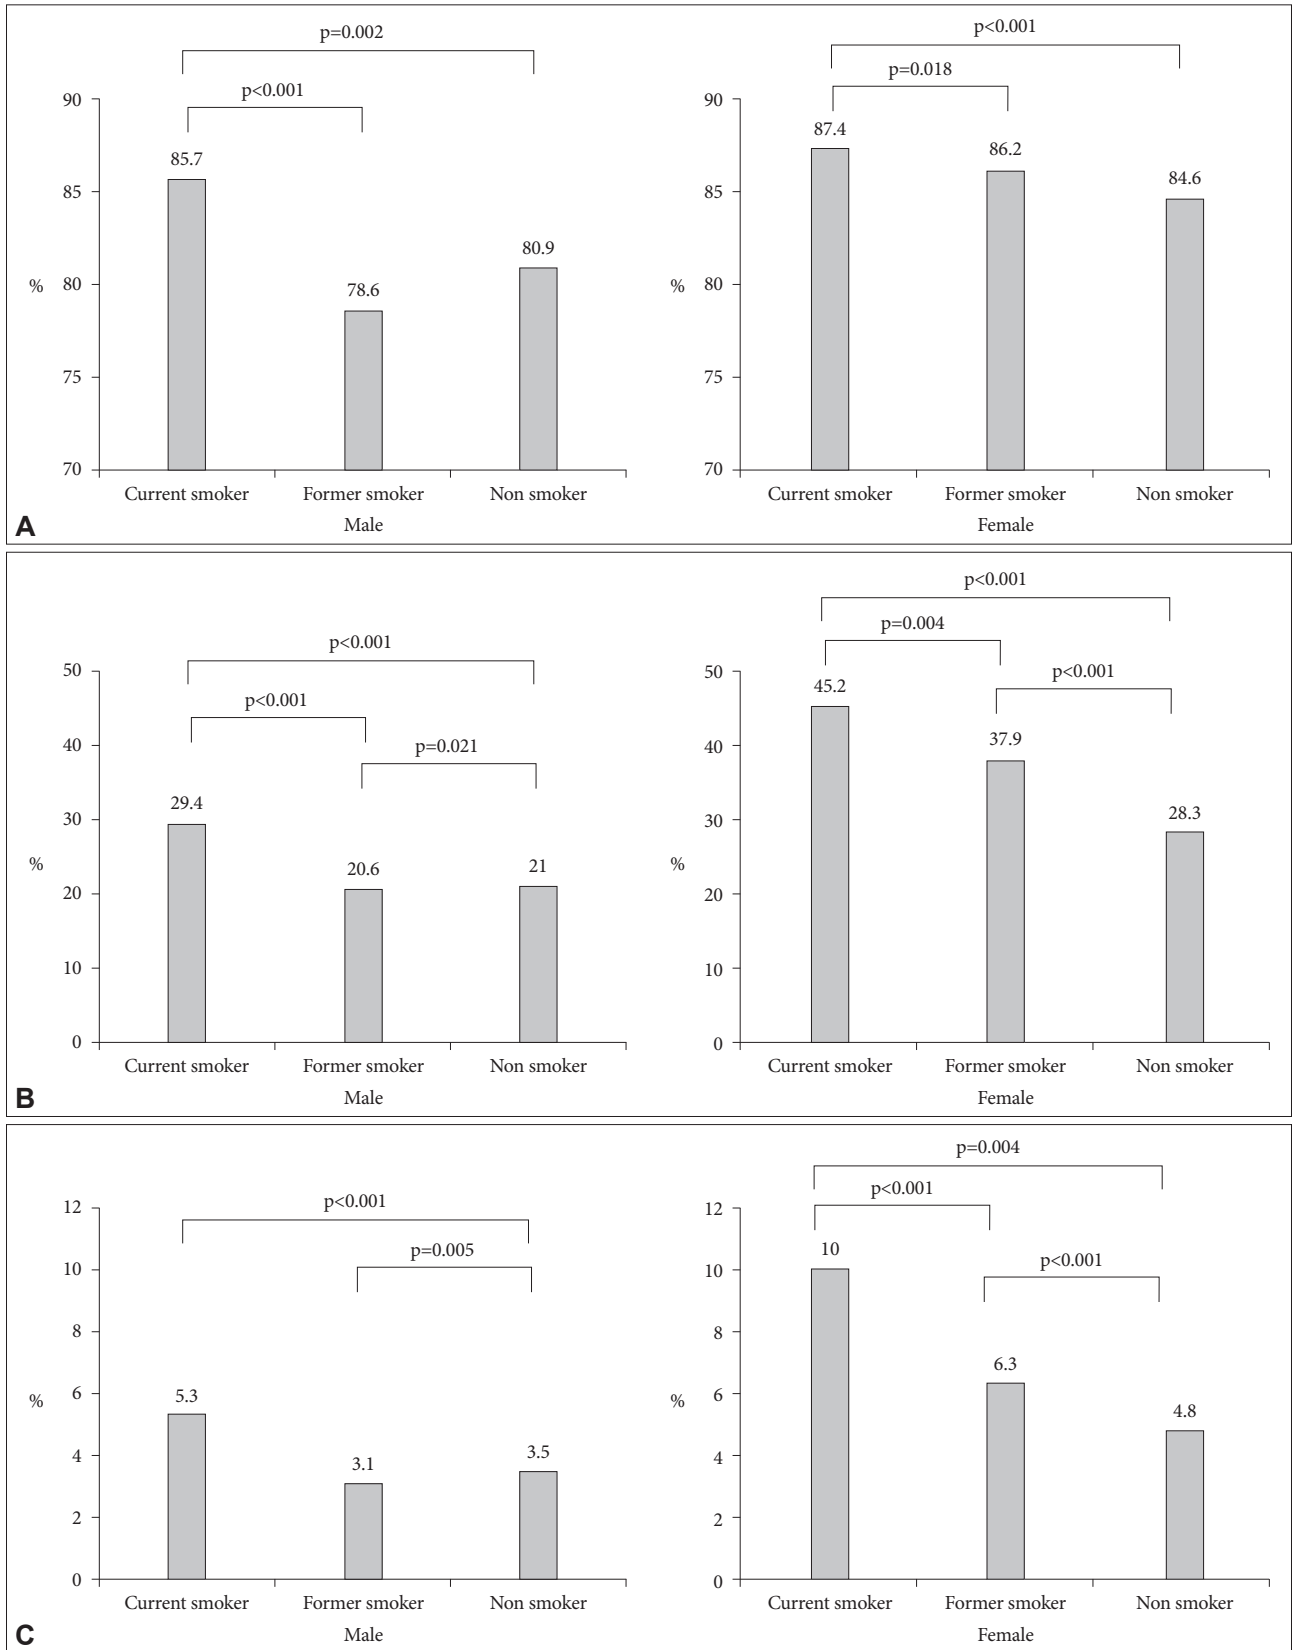 p=0.002
p<0.001
90
85.7
85
80.9
% 80
78.6
75
70
Current smoker Former smoker Non smoker
A Male
p<0.001
p=0.018
90
87.4
86.2
85
84.6
% 80
75
70
Current smoker Former smoker Non smoker
Female
p<0.001
50
p<0.001
40
p=0.021
29.4
30
%
20.6
21
20
10
0
Current smoker Former smoker Non smoker
B Male
p<0.001
p=0.004
50
p<0.001
45.2
40
37.9
30
28.3
%
20
10
0
Current smoker Former smoker Non smoker
Female
12
p<0.001
10
p=0.005
8
6
5.3
%
4
3.1
3.5
2
0
Current smoker Former smoker Non smoker
C Male
p=0.004
p<0.001
12
10
10
p<0.001
8
6.3
6
%
4.8
4
2
0
Current smoker Former smoker Non smoker
Female